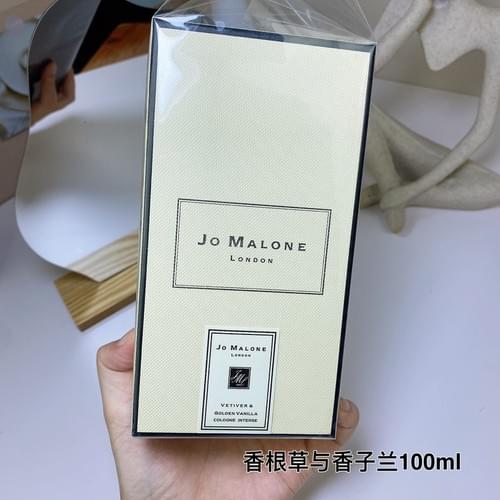 JO MALONE
LONDON
JO MALONE
LONDON
VETIVER &
GOLDEN VANILLA
COLOGNE INTENSE
香根草与香子兰100ml